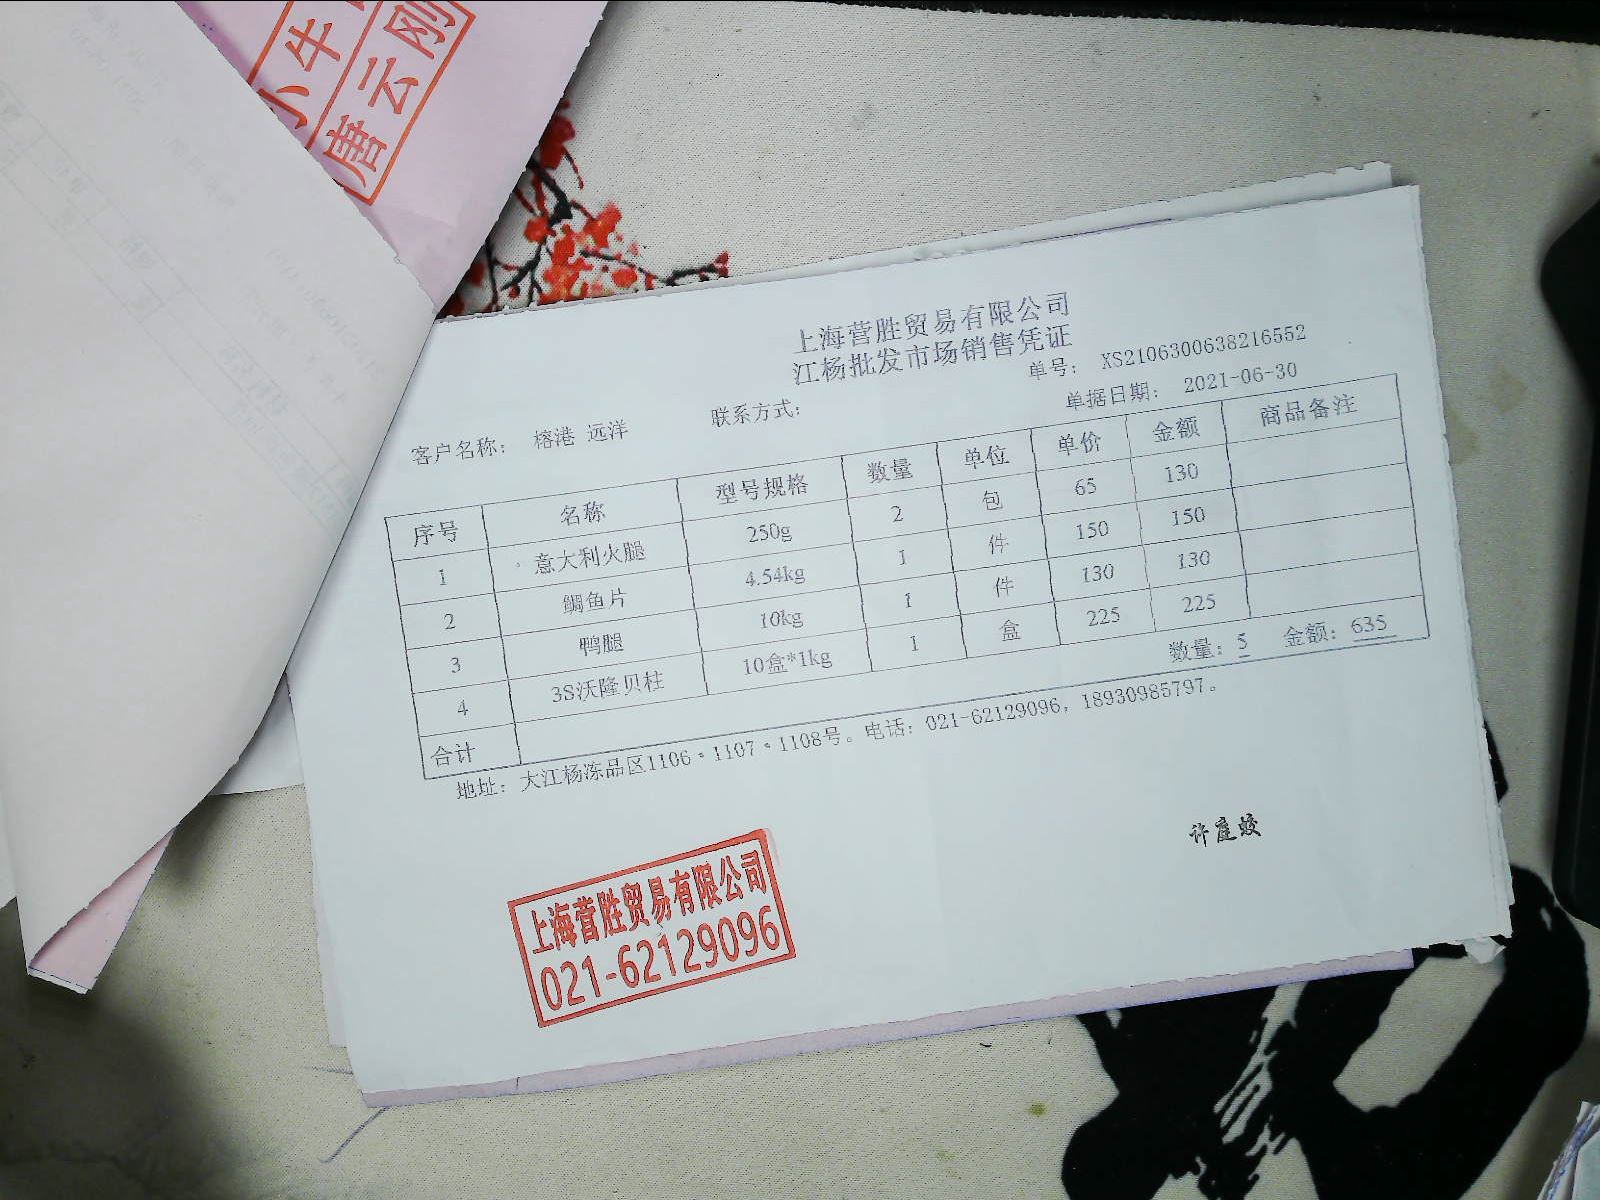 小牛
唐云刚
上海营胜贸易有限公司
江杨批发市场销售凭证
单号: XS2106300638216552
客户名称: 榕港 远洋 联系方式: 单据日期: 2021-06-30
序号 名称 型号规格 数量 单位 单价 金额 商品备注
1 意大利火腿 250g 2 包 65 130
2 鲷鱼片 4.54kg 1 件 150 150
3 鸭腿 10kg 1 件 130 130
4 3S沃隆贝柱 10盒*1kg 1 盒 225 225
合计 数量: 5 金额: 635
地址: 大江杨冻品区1106·1107·1108号。电话: 021-62129096, 18930985797。
许庭蛟
上海营胜贸易有限公司
021-62129096